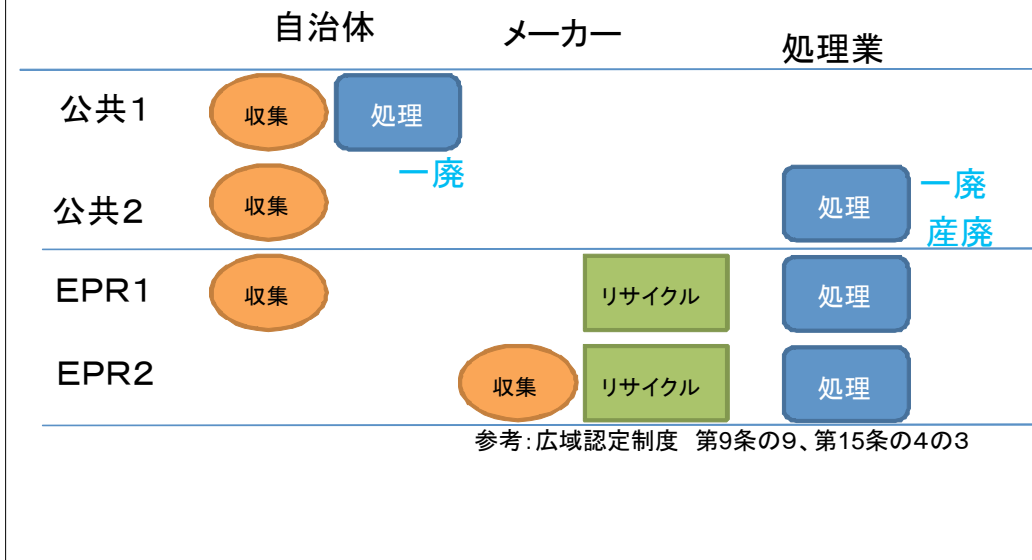 自治体 メーカー 処理業
公共1 収集 処理
一廃
公共2 収集 処理 一廃
産廃
EPR1 収集 リサイクル 処理
EPR2 収集 リサイクル 処理
参考:広域認定制度 第9条の9、第15条の4の3